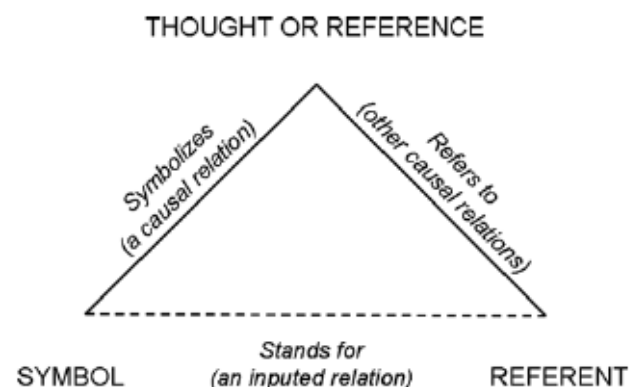 THOUGHT OR REFERENCE
Symbolizes
(a causal relation)
Refers to
(other causal relations)
Stands for
SYMBOL (an inputed relation) REFERENT